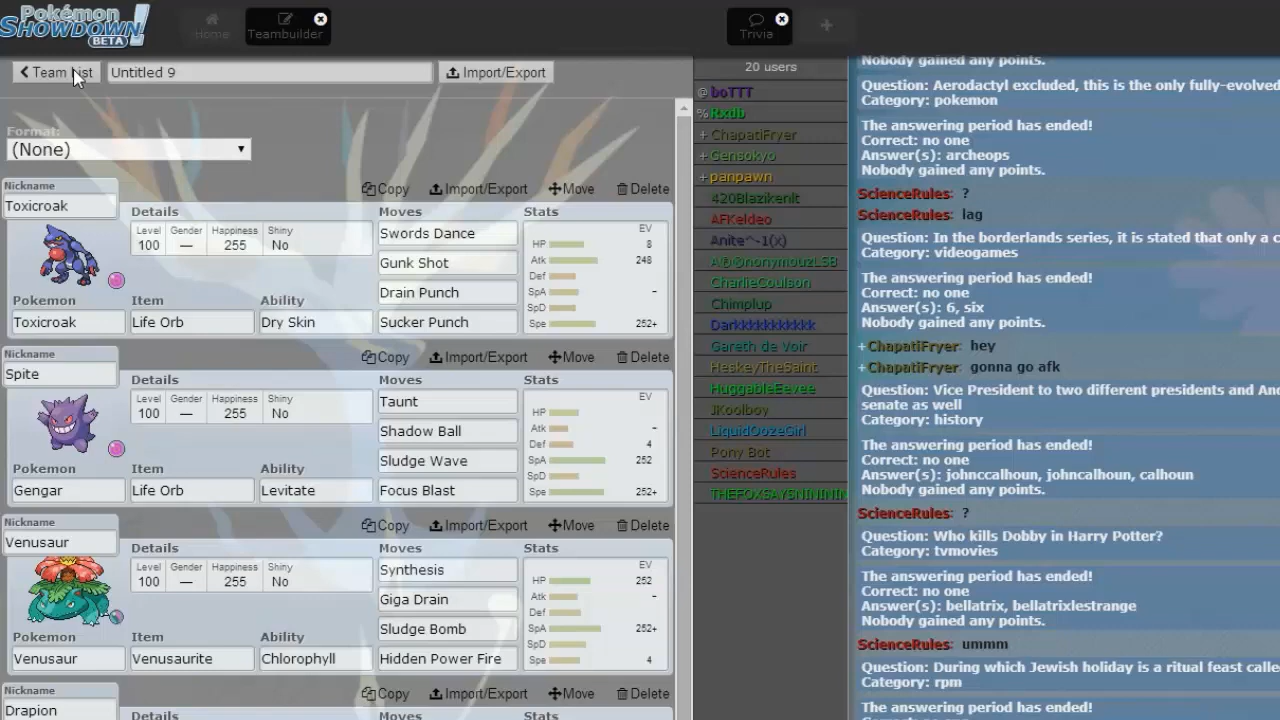 Pokémon
SHOWDOWN!
BETA
Home
Teambuilder
Trivia
Team List
Untitled 9
Import/Export
Format:
(None)
Copy Import/Export Move Delete
Nickname
Toxicroak
Details
Level Gender Happiness Shiny
100 — 255 No
Pokemon Item Ability
Toxicroak Life Orb Dry Skin
Moves
Swords Dance
Gunk Shot
Drain Punch
Sucker Punch
Stats
EV
HP 8
Atk 248
Def
SpA -
SpD
Spe 252+
Copy Import/Export Move Delete
Nickname
Spite
Details
Level Gender Happiness Shiny
100 — 255 No
Pokemon Item Ability
Gengar Life Orb Levitate
Moves
Taunt
Shadow Ball
Sludge Wave
Focus Blast
Stats
EV
HP
Atk -
Def 4
SpA 252
SpD
Spe 252+
Copy Import/Export Move Delete
Nickname
Venusaur
Details
Level Gender Happiness Shiny
100 — 255 No
Pokemon Item Ability
Venusaur Venusaurite Chlorophyll
Moves
Synthesis
Giga Drain
Sludge Bomb
Hidden Power Fire
Stats
EV
HP 252
Atk -
Def
SpA 252+
SpD
Spe 4
Copy Import/Export Move Delete
Nickname
Drapion
Details
Moves
Stats
20 users
@ boTTT
% Rxtdb
+ ChapatiFryer
+ Gensokyo
+ panpawn
420Blazikenit
AFKeldeo
Anite^~1(x)
CharlieCoulson
Chimplup
Darkkkkkkkkkkk
Gareth de Voir
Heskey/TheSaint
HuggableEevee
JKoolboy
LiquidOozeGirl
Pony Bot
ScienceRules
THEFOXSAYSNINININ
Nobody gained any points.
Question: Aerodactyl excluded, this is the only fully-evolved
Category: pokemon
The answering period has ended!
Correct: no one
Answer(s): archeops
Nobody gained any points.
ScienceRules: ?
ScienceRules: lag
Question: In the borderlands series, it is stated that only a c
Category: videogames
The answering period has ended!
Correct: no one
Answer(s): 6, six
Nobody gained any points.
+ChapatiFryer: hey
+ChapatiFryer: gonna go afk
Question: Vice President to two different presidents and And
senate as well
Category: history
The answering period has ended!
Correct: no one
Answer(s): johnccalhoun, johncalhoun, calhoun
Nobody gained any points.
ScienceRules: ?
Question: Who kills Dobby in Harry Potter?
Category: tvmovies
The answering period has ended!
Correct: no one
Answer(s): bellatrix, bellatrixlestrange
Nobody gained any points.
ScienceRules: ummm
Question: During which Jewish holiday is a ritual feast calle
Category: rpm
The answering period has ended!